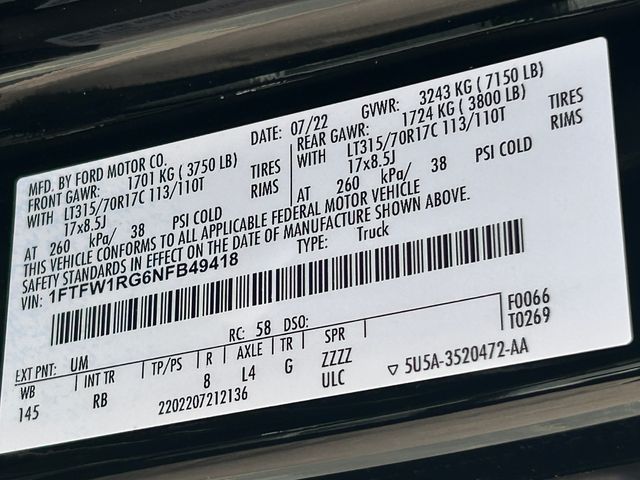 MFD. BY FORD MOTOR CO. DATE: 07/22 GVWR: 3243 KG ( 7150 LB)
FRONT GAWR: 1701 KG ( 3750 LB) REAR GAWR: 1724 KG ( 3800 LB)
WITH LT315/70R17C 113/110T TIRES WITH LT315/70R17C 113/110T TIRES
17x8.5J RIMS 17x8.5J RIMS
AT 260 kPa/ 38 PSI COLD AT 260 kPa/ 38 PSI COLD
THIS VEHICLE CONFORMS TO ALL APPLICABLE FEDERAL MOTOR VEHICLE
SAFETY STANDARDS IN EFFECT ON THE DATE OF MANUFACTURE SHOWN ABOVE.
VIN: 1FTFW1RG6NFB49418 TYPE: Truck
F0066
T0269
EXT PNT: UM RC: 58 DSO:
WB INT TR TP/PS R AXLE TR SPR
145 RB 8 L4 G ZZZZ
ULC
2202207212136
▽ 5U5A-3520472-AA